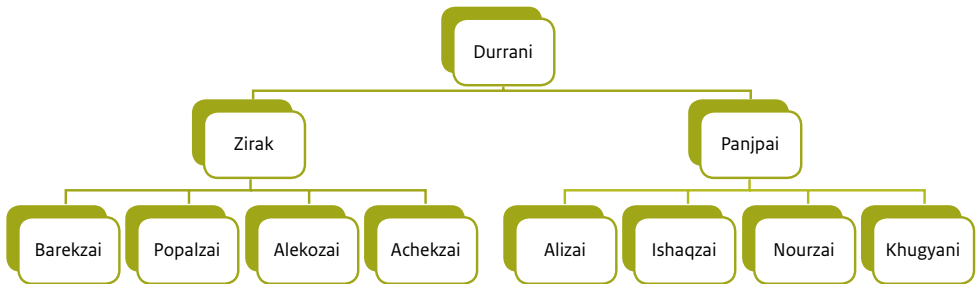 Durrani
Zirak
Panjpai
Barekzai
Popalzai
Alekozai
Achekzai
Alizai
Ishaqzai
Nourzai
Khugyani